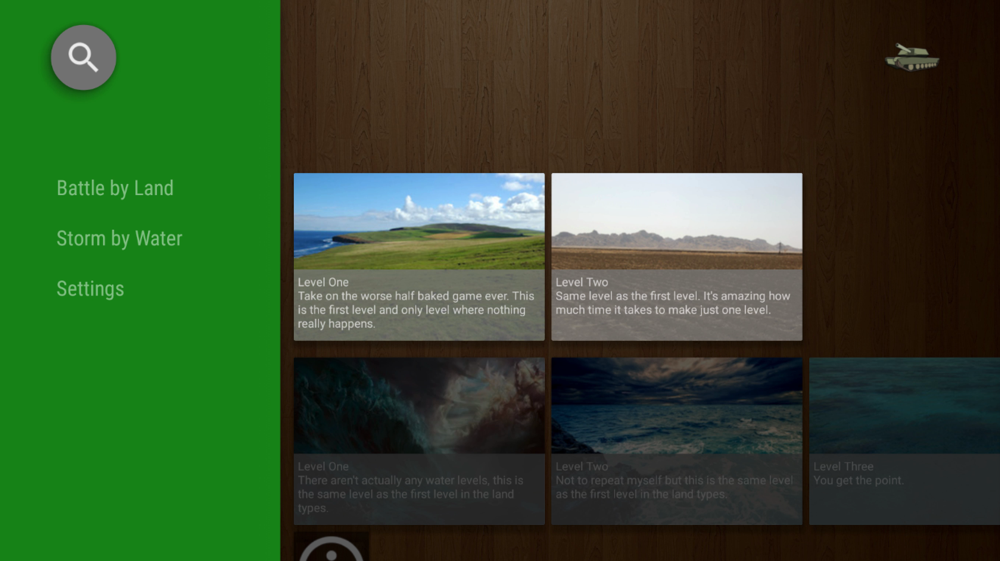 Battle by Land
Storm by Water
Settings
Level One
Take on the worse half baked game ever. This
is the first level and only level where nothing
really happens.
Level Two
Same level as the first level. It's amazing how
much time it takes to make just one level.
Level One
There aren't actually any water levels, this is
the same level as the first level in the land
types.
Level Two
Not to repeat myself but this is the same level
as the first level in the land types.
Level Three
You get the point.